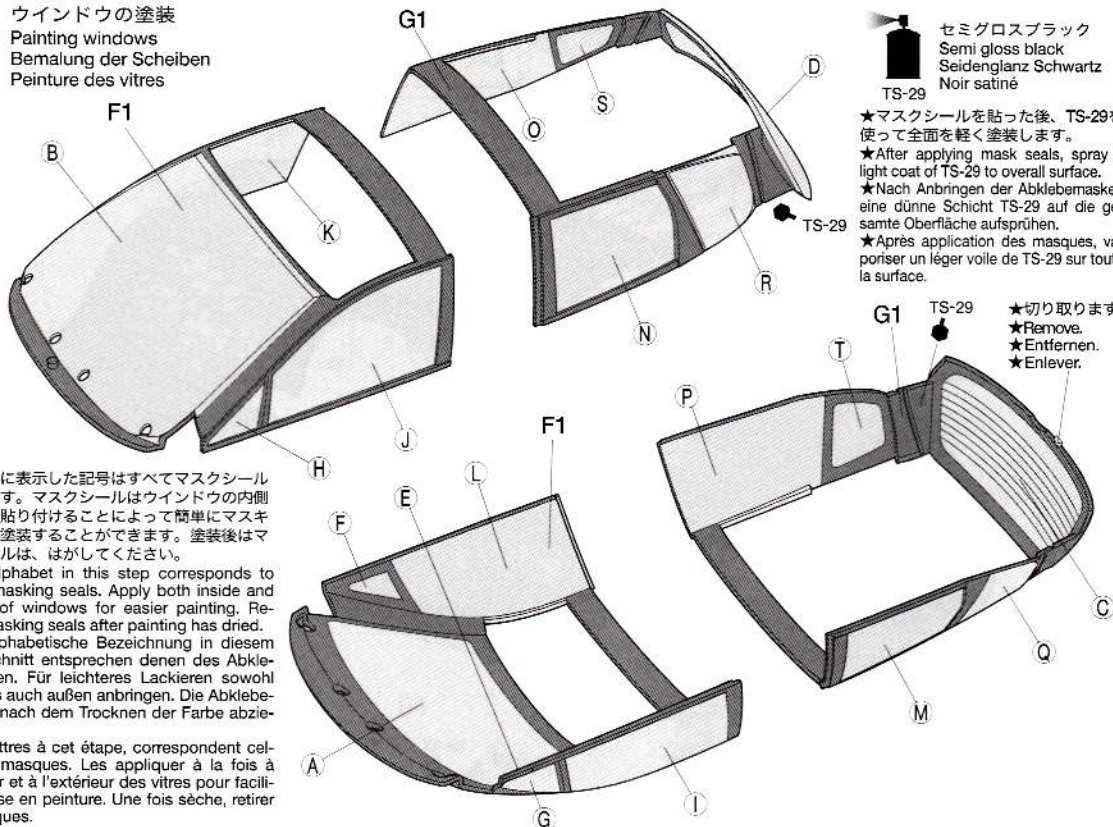 ウインドウの塗装
Painting windows
Bemalung der Scheiben
Peinture des vitres
F1
B
K
J
H
G1
O
S
D
R
N
TS-29
TS-29
セミグロスブラック
Semi gloss black
Seidenglanz Schwartz
Noir satiné
★マスクシールを貼った後、TS-29を
使って全面を軽く塗装します。
★After applying mask seals, spray
light coat of TS-29 to overall surface.
★Nach Anbringen der Abklebemaske
eine dünne Schicht TS-29 auf die ge
samte Oberfläche aufsprühen.
★Après application des masques, va
poriser un léger voile de TS-29 sur tout
la surface.
G1
TS-29
★切り取ります
★Remove.
★Entfernen.
★Enlever.
P
T
C
Q
M
F1
L
E
F
A
G
I
に表示した記号はすべてマスクシール
す。マスクシールはウインドウの内側
貼り付けることによって簡単にマスキ
塗装することができます。塗装後はマ
ルは、はがしてください。
lphabet in this step corresponds to
masking seals. Apply both inside and
of windows for easier painting. Re-
asking seals after painting has dried.
phabetische Bezeichnung in diesem
chnitt entsprechen denen des Abkle-
en. Für leichteres Lackieren sowohl
s auch außen anbringen. Die Abklebe-
nach dem Trocknen der Farbe abzie-
ttres à cet étape, correspondent cel-
masques. Les appliquer à la fois à
r et à l'extérieur des vitres pour facili-
se en peinture. Une fois sèche, retirer
ques.